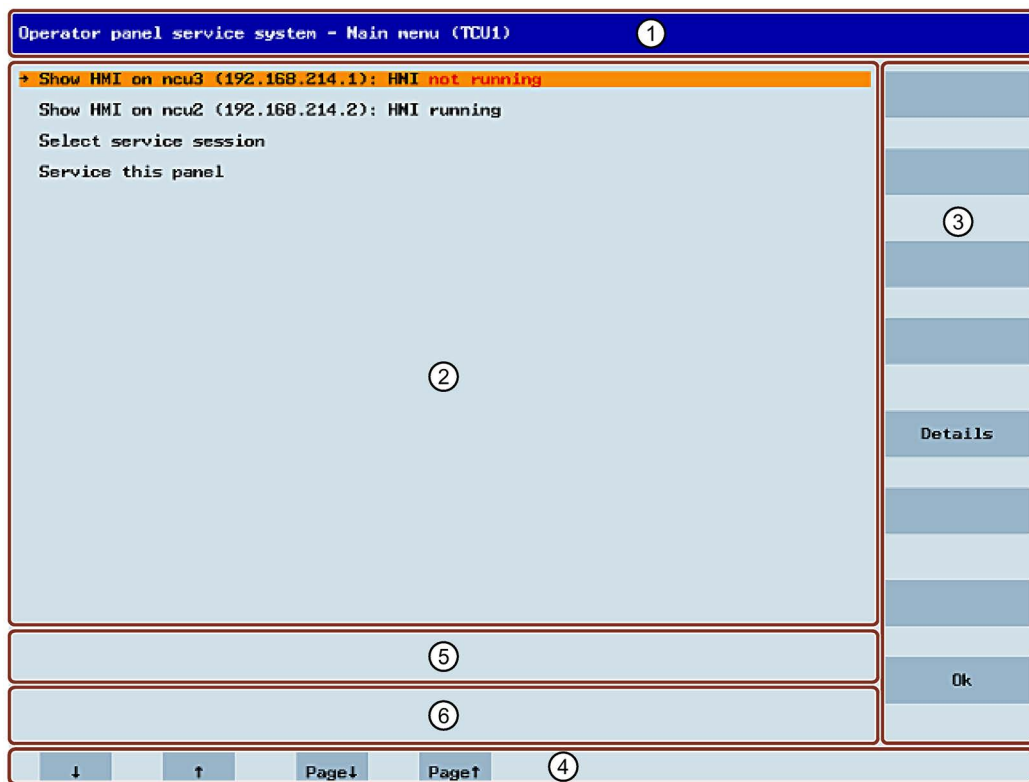 Operator panel service system - Main menu (TCU1)
1
→ Show HMI on ncu3 (192.168.214.1): HNI not running
Show HMI on ncu2 (192.168.214.2): HNI running
Select service session
Service this panel
3
2
Details
5
Ok
6
↓ ↑ Page↓ Page↑
4